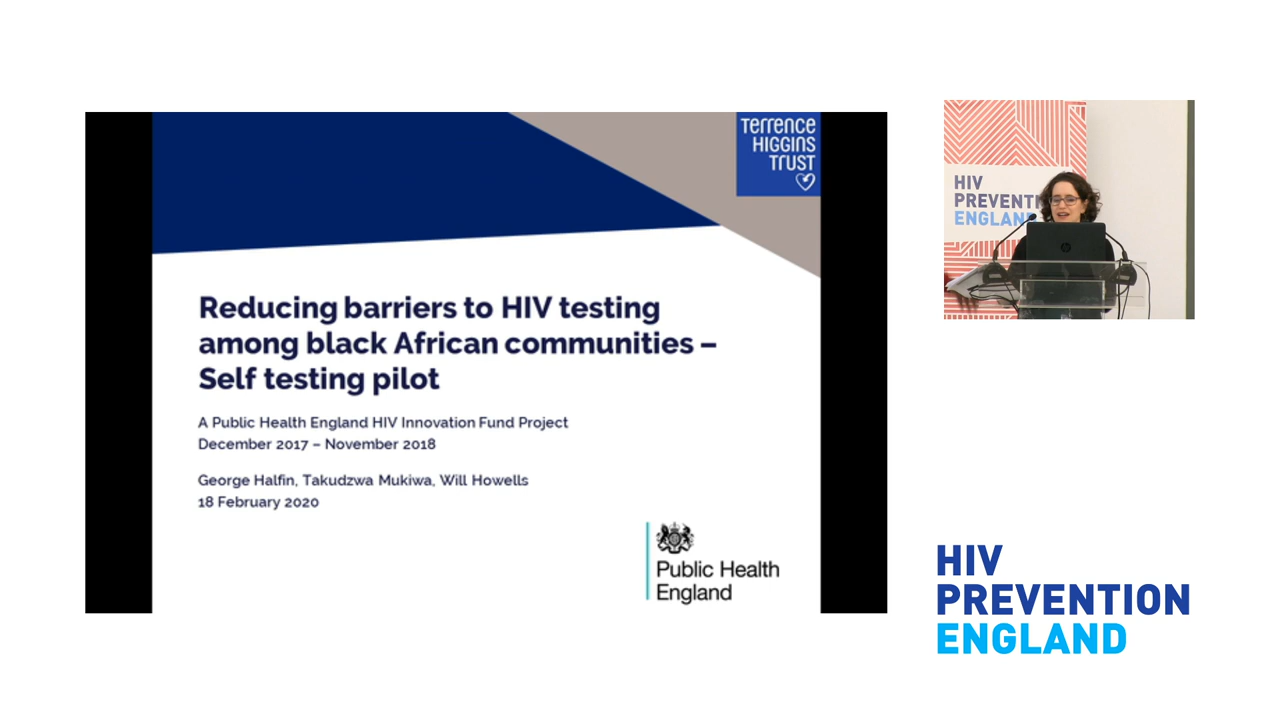 Terrence
HIGGINS
TRUST
Reducing barriers to HIV testing
among black African communities –
Self testing pilot
A Public Health England HIV Innovation Fund Project
December 2017 – November 2018
George Halfin, Takudzwa Mukiwa, Will Howells
18 February 2020
Public Health
England
HIV
PREVENTI
ENGLAND
hp
HIV
PREVENTION
ENGLAND